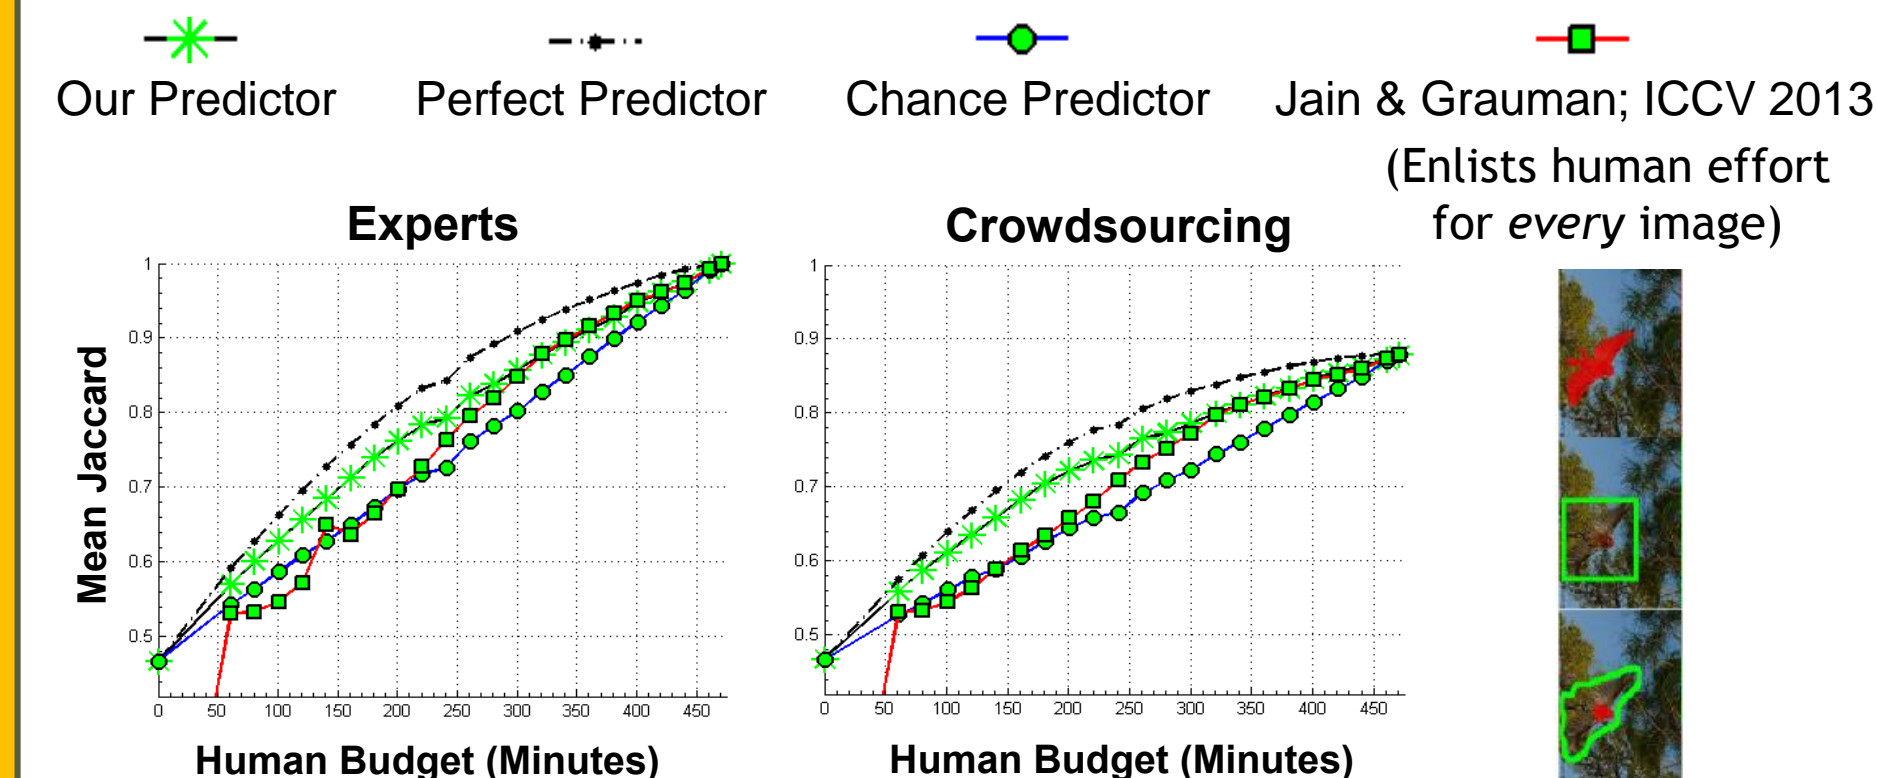 Our Predictor Perfect Predictor Chance Predictor Jain & Grauman; ICCV 2013
(Enlists human effort
for every image)
Experts
Mean Jaccard
1
0.9
0.8
0.7
0.6
0.5
0 50 100 150 200 250 300 350 400 450
Human Budget (Minutes)
Crowdsourcing
1
0.9
0.8
0.7
0.6
0.5
0 50 100 150 200 250 300 350 400 450
Human Budget (Minutes)